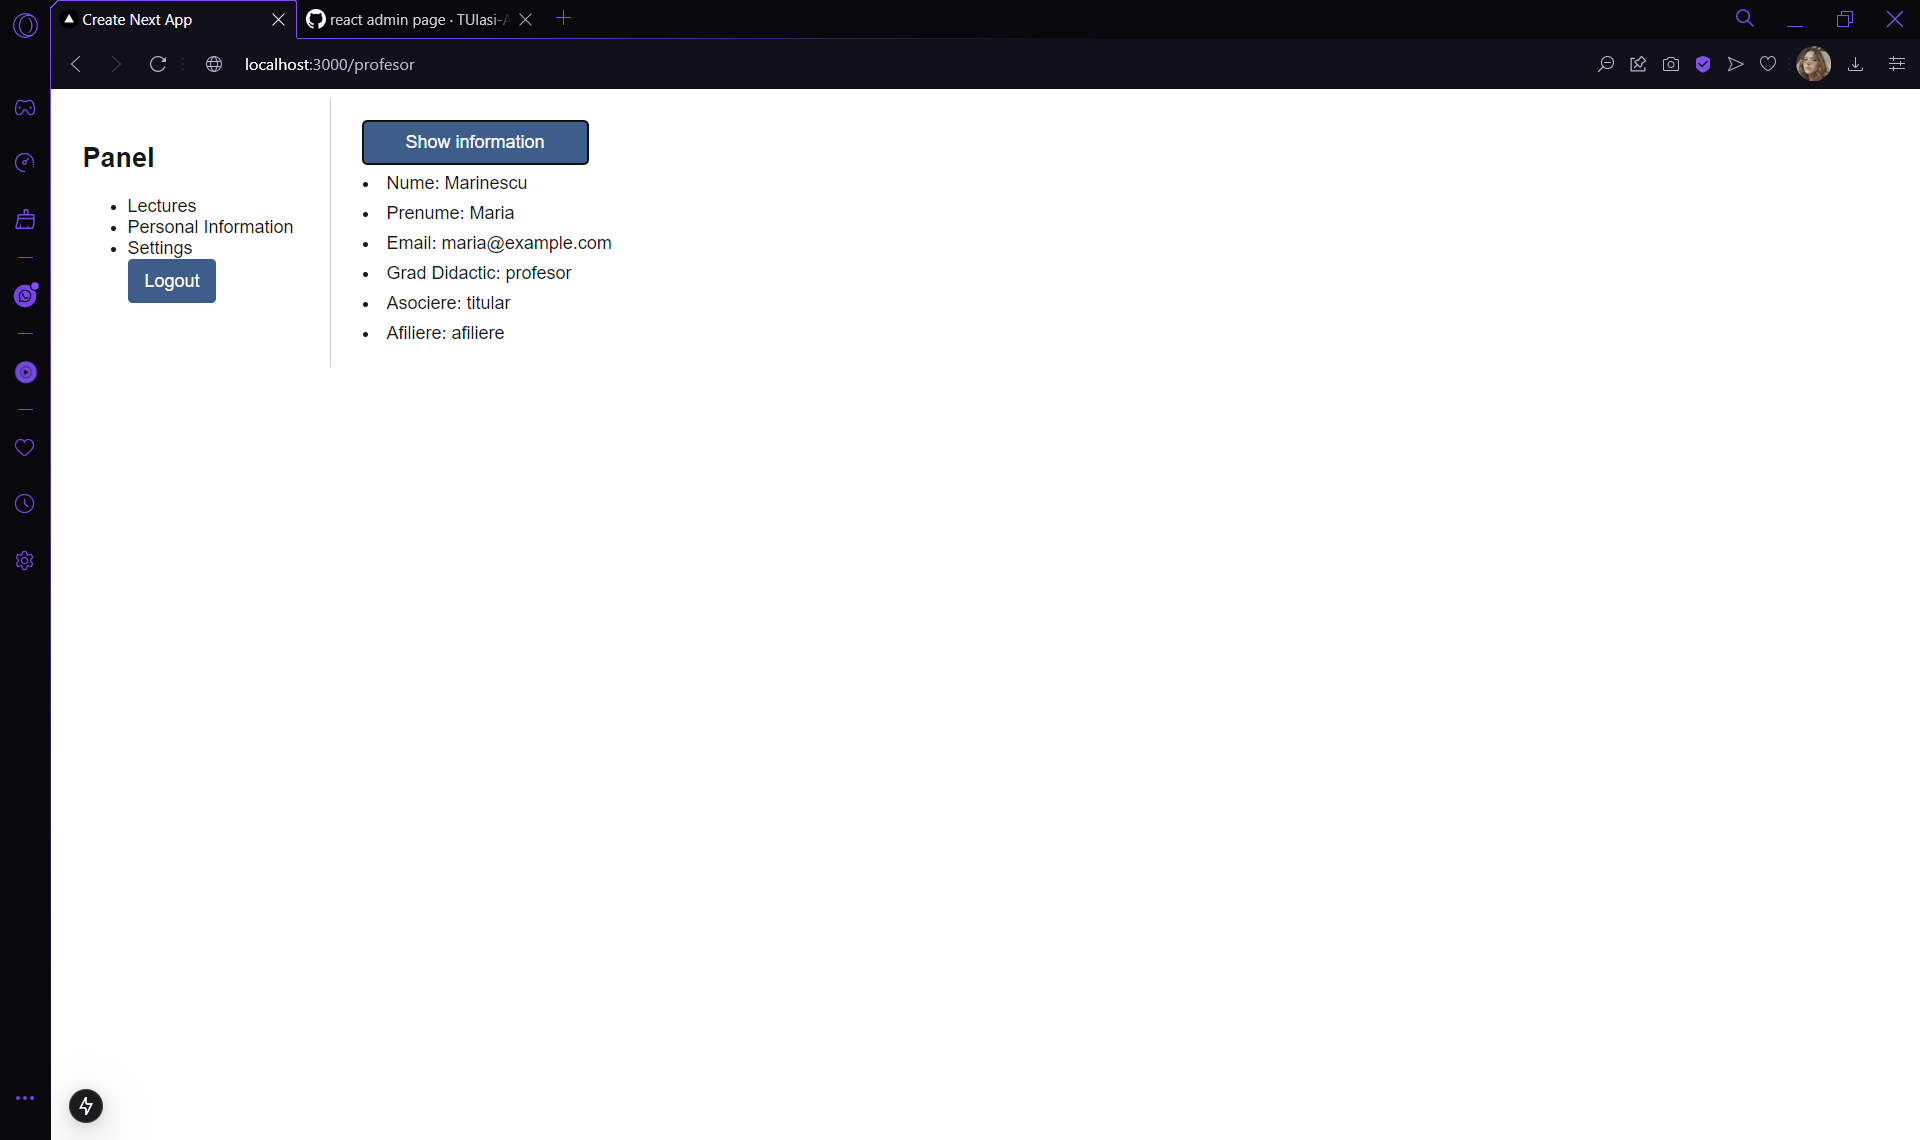 Create Next App
react admin page · TUIasi-A
localhost:3000/profesor
Panel
Lectures
Personal Information
Settings
Logout
Show information
Nume: Marinescu
Prenume: Maria
Email: maria@example.com
Grad Didactic: profesor
Asociere: titular
Afiliere: afiliere